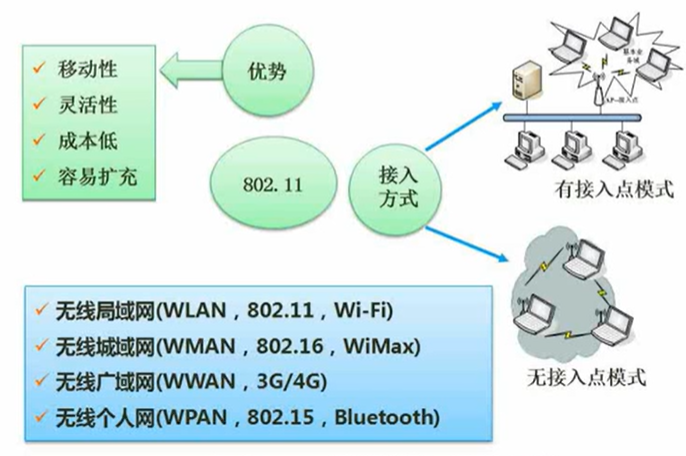 移动性
灵活性
成本低
容易扩充
优势
802.11
接入
方式
基本业
务域
AP--接入点
有接入点模式
无接入点模式
无线局域网(WLAN，802.11，Wi-Fi)
无线城域网(WMAN，802.16，WiMax)
无线广域网(WWAN，3G/4G)
无线个人网(WPAN，802.15，Bluetooth)